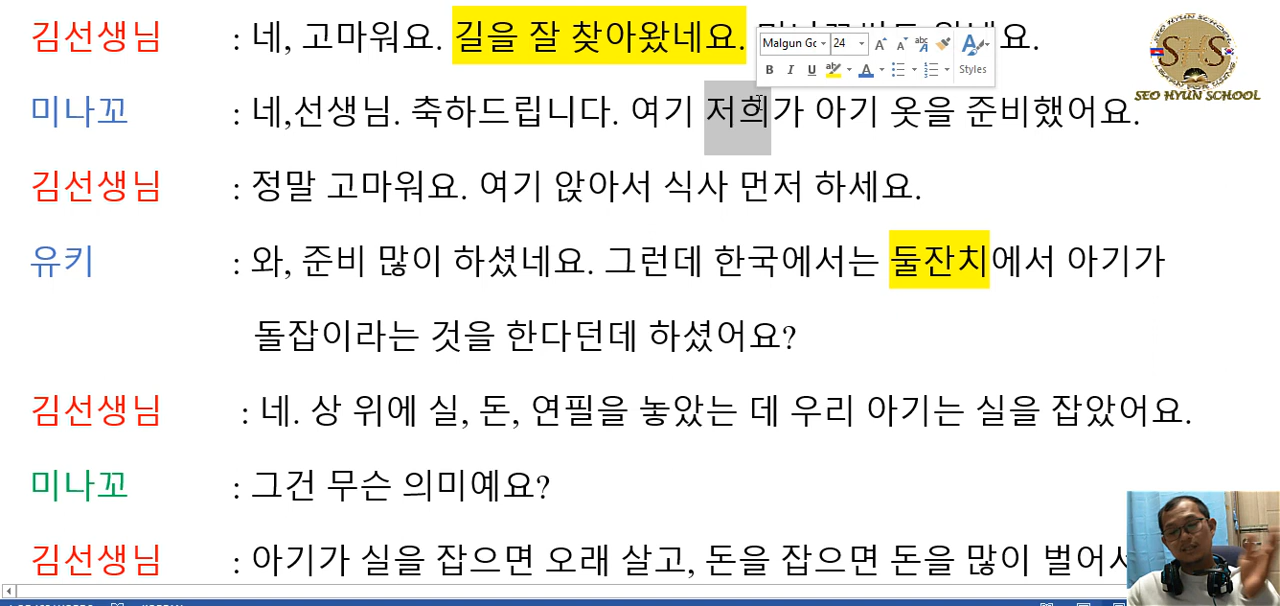 김선생님 : 네, 고마워요. 길을 잘 찾아왔네요. 요.
Malgun Gc 24
B I U Styles
SHS
SEO HYUN SCHOOL
미나꼬 : 네,선생님. 축하드립니다. 여기 저희가 아기 옷을 준비했어요.
김선생님 : 정말 고마워요. 여기 앉아서 식사 먼저 하세요.
유키 : 와, 준비 많이 하셨네요. 그런데 한국에서는 둘잔치에서 아기가
돌잡이라는 것을 한다던데 하셨어요?
김선생님 : 네. 상 위에 실, 돈, 연필을 놓았는 데 우리 아기는 실을 잡았어요.
미나꼬 : 그건 무슨 의미예요?
김선생님 : 아기가 실을 잡으면 오래 살고, 돈을 잡으면 돈을 많이